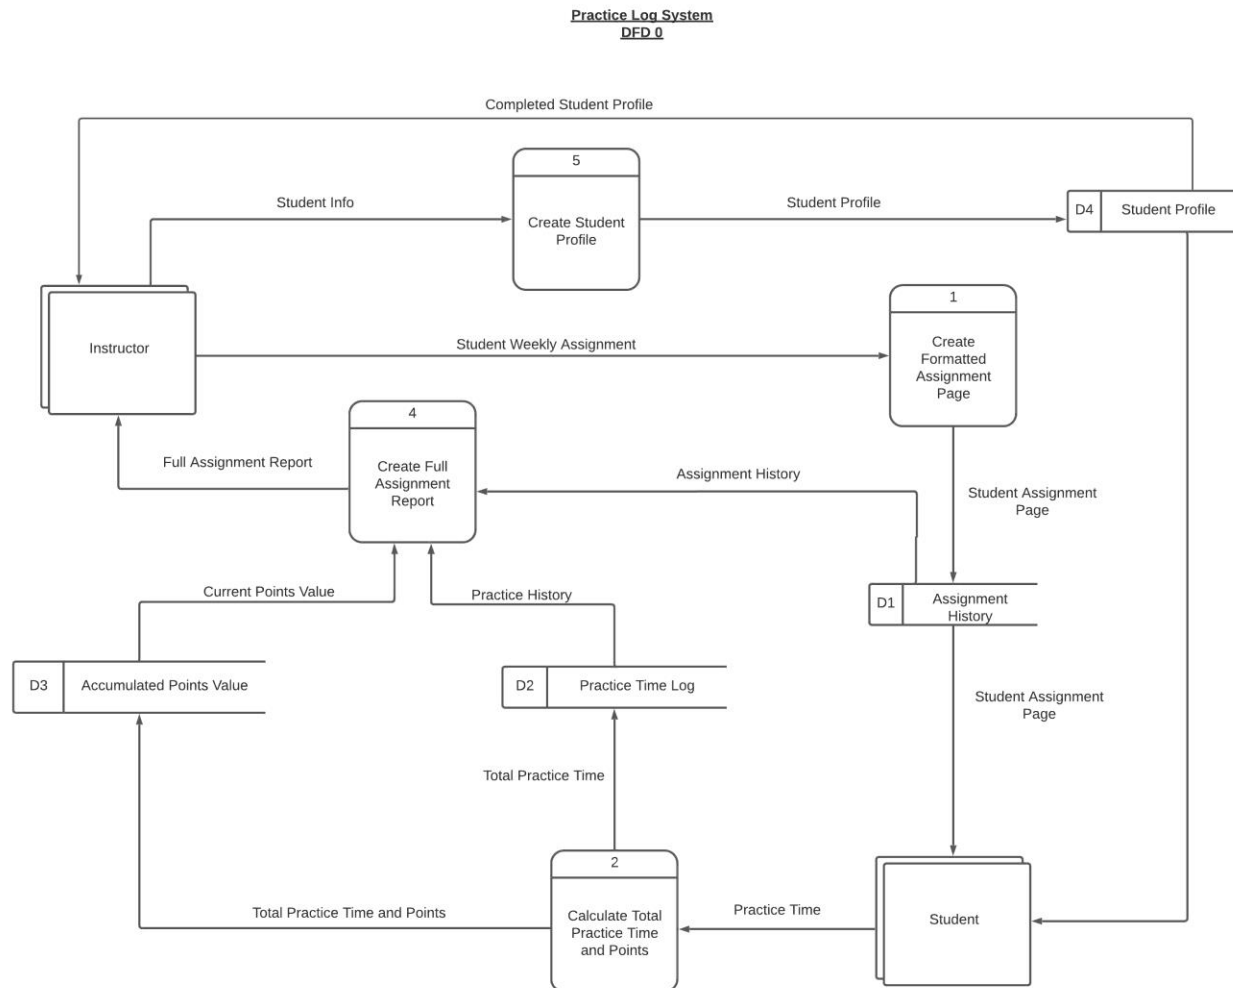 Practice Log System
DFD 0
Completed Student Profile
5
Student Info
Create Student
Profile
Student Profile
D4
Student Profile
1
Instructor
Student Weekly Assignment
Create
Formatted
Assignment
Page
4
Full Assignment Report
Create Full
Assignment
Report
Assignment History
Student Assignment
Page
Current Points Value
Practice History
D1
Assignment
History
D3
Accumulated Points Value
D2
Practice Time Log
Student Assignment
Page
Total Practice Time
2
Total Practice Time and Points
Calculate Total
Practice Time
and Points
Practice Time
Student